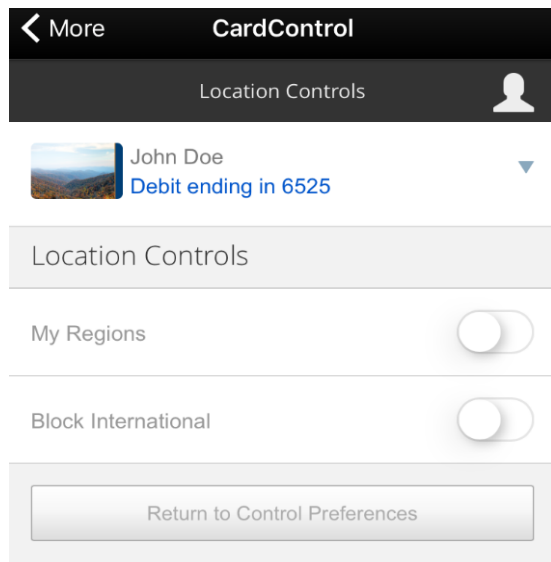 More CardControl
Location Controls
John Doe
Debit ending in 6525
Location Controls
My Regions
Block International
Return to Control Preferences